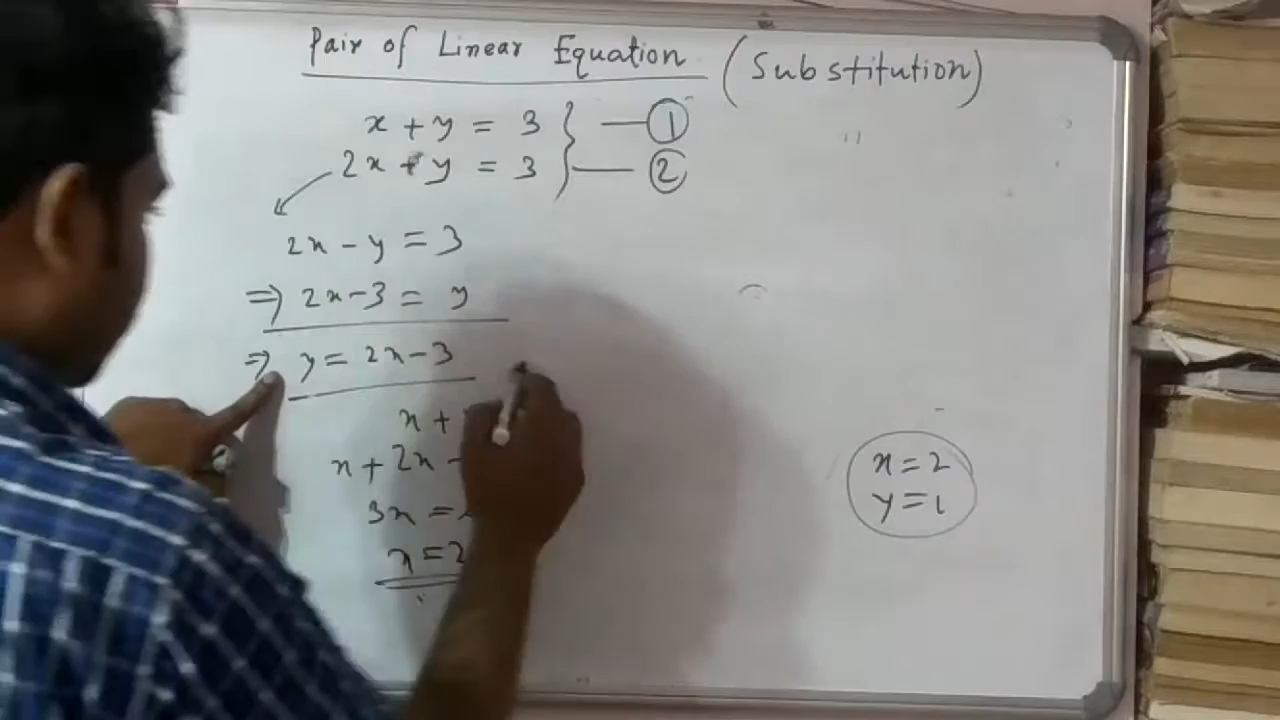 Pair of Linear Equation (Substitution)
x + y = 3 } — ①
2x + y = 3 } — ②
2x - y = 3
⇒ 2x - 3 = y
⇒ y = 2x - 3
x +
x + 2x -
3x =
x = 2
x = 2
y = 1